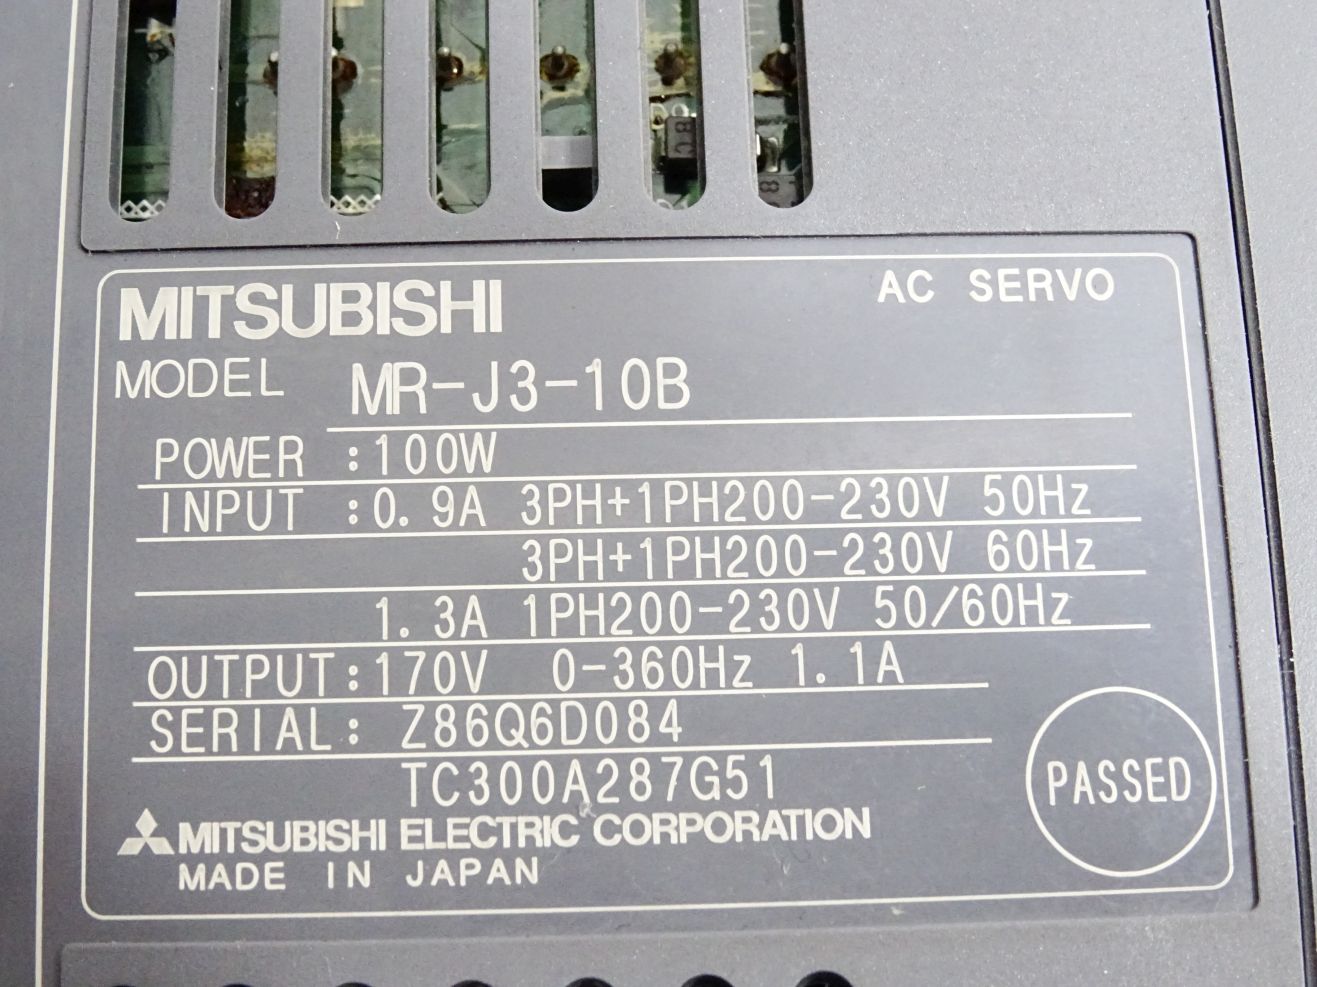 MITSUBISHI
AC SERVO
MODEL MR-J3-10B
POWER :100W
INPUT :0.9A 3PH+1PH200-230V 50Hz
3PH+1PH200-230V 60Hz
1.3A 1PH200-230V 50/60Hz
OUTPUT:170V 0-360Hz 1.1A
SERIAL: Z86Q6D084
TC300A287G51
PASSED
MITSUBISHI ELECTRIC CORPORATION
MADE IN JAPAN